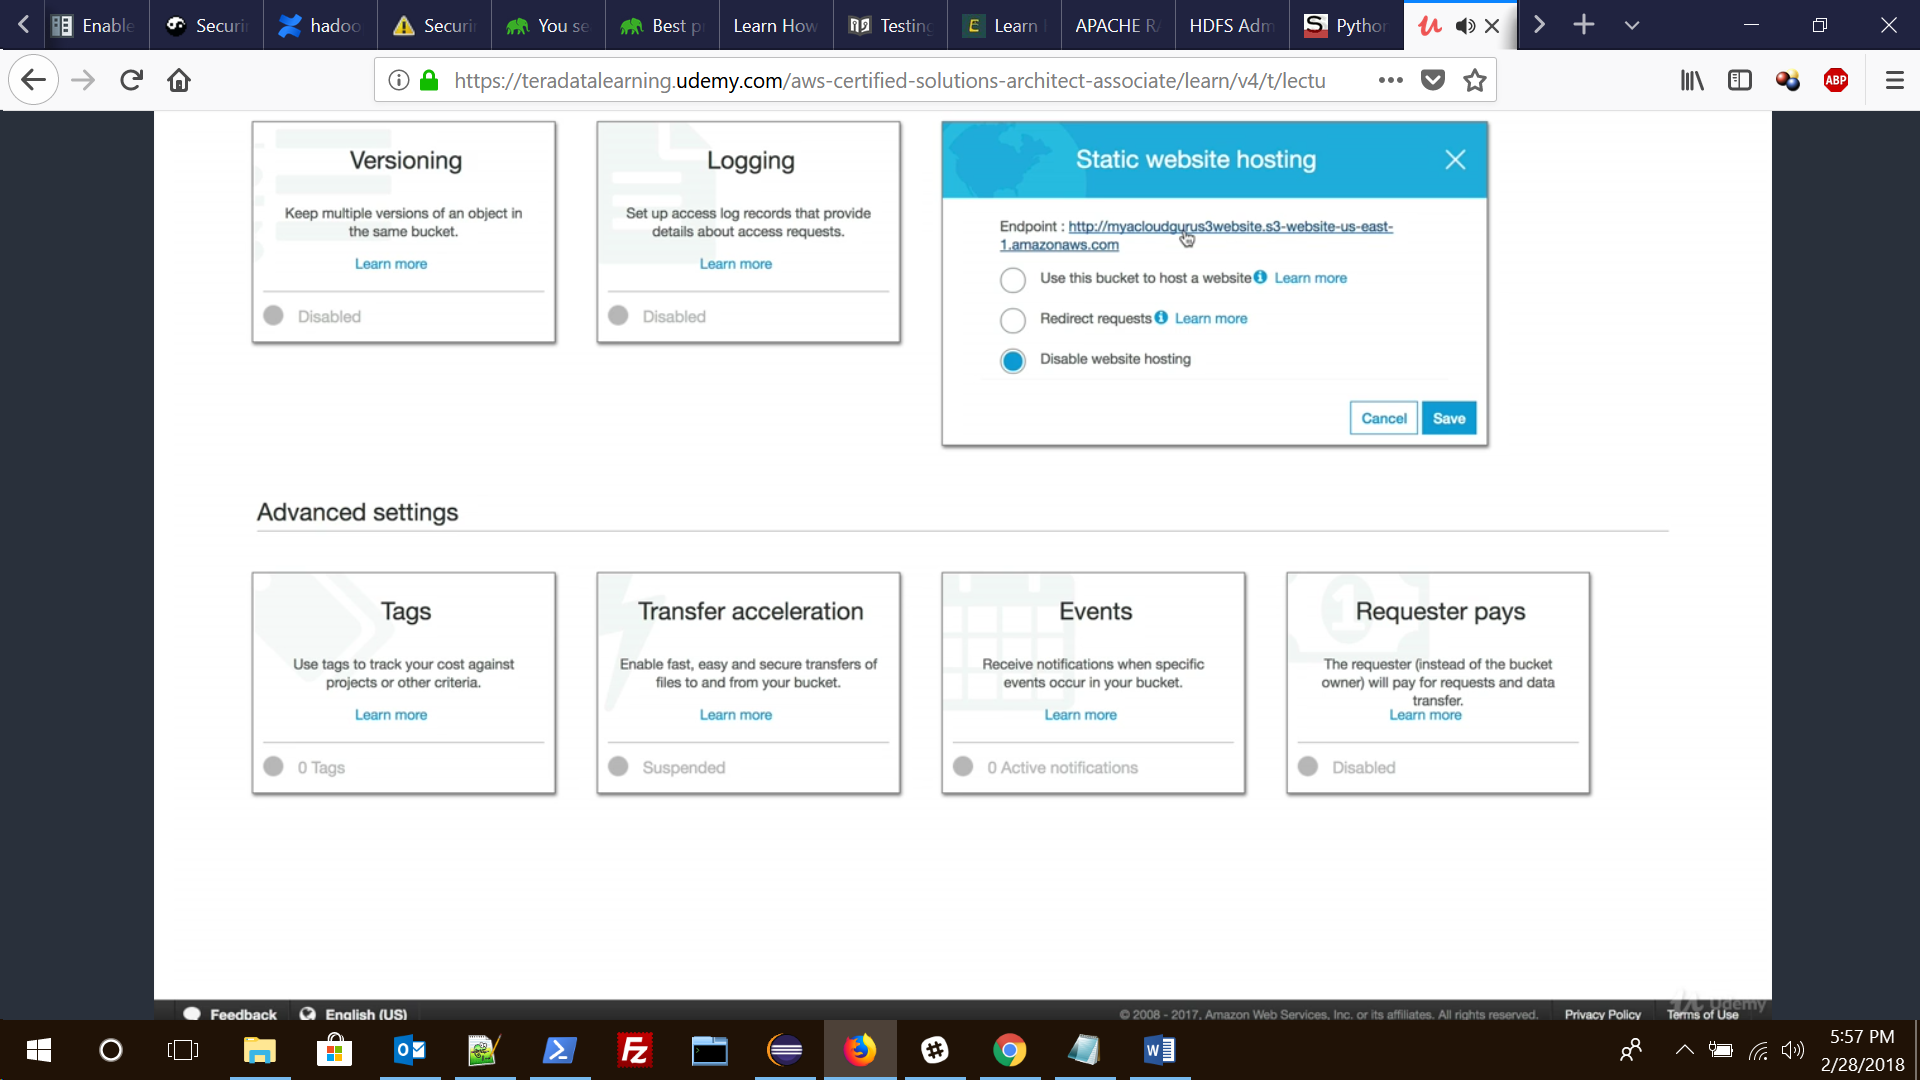 Enable
Securi
hadoo
Securi
You se
Best p
Learn How
Testing
E
Learn
APACHE R
HDFS Adm
S
Pytho
https://teradatalearning.udemy.com/aws-certified-solutions-architect-associate/learn/v4/t/lectu
ABP
Versioning
Keep multiple versions of an object in
the same bucket.
Learn more
Disabled
Logging
Set up access log records that provide
details about access requests.
Learn more
Disabled
Static website hosting
Endpoint : http://myacloudgurus3website.s3-website-us-east-
1.amazonaws.com
Use this bucket to host a website Learn more
Redirect requests Learn more
Disable website hosting
Cancel
Save
Advanced settings
Tags
Use tags to track your cost against
projects or other criteria.
Learn more
0 Tags
Transfer acceleration
Enable fast, easy and secure transfers of
files to and from your bucket.
Learn more
Suspended
Events
Receive notifications when specific
events occur in your bucket.
Learn more
0 Active notifications
Requester pays
The requester (instead of the bucket
owner) will pay for requests and data
transfer.
Learn more
Disabled
Feedback
English (US)
© 2008 - 2017, Amazon Web Services, Inc. or its affiliates. All rights reserved.
Privacy Policy
Terms of Use
udemy
5:57 PM
2/28/2018